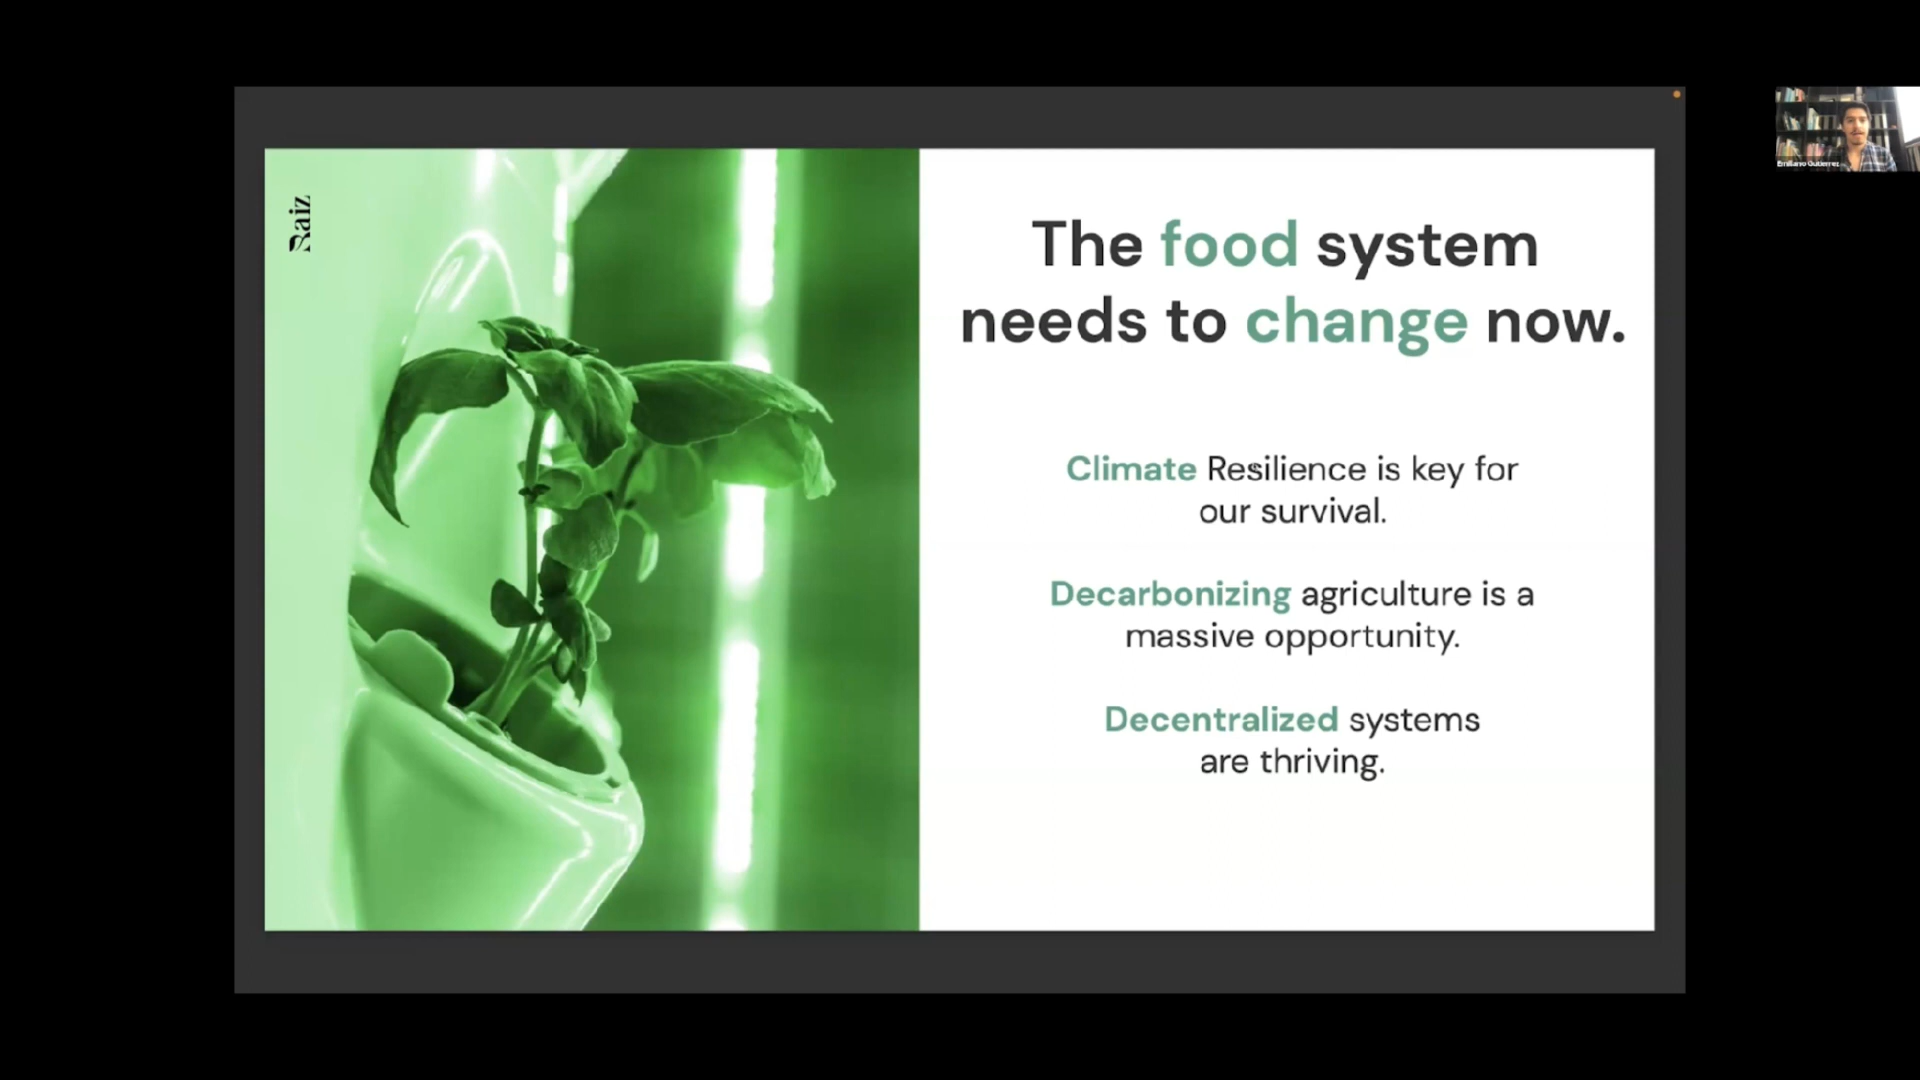 Raiz
The food system
needs to change now.
Climate Resilience is key for
our survival.
Decarbonizing agriculture is a
massive opportunity.
Decentralized systems
are thriving.
Emiliano Gutierrez